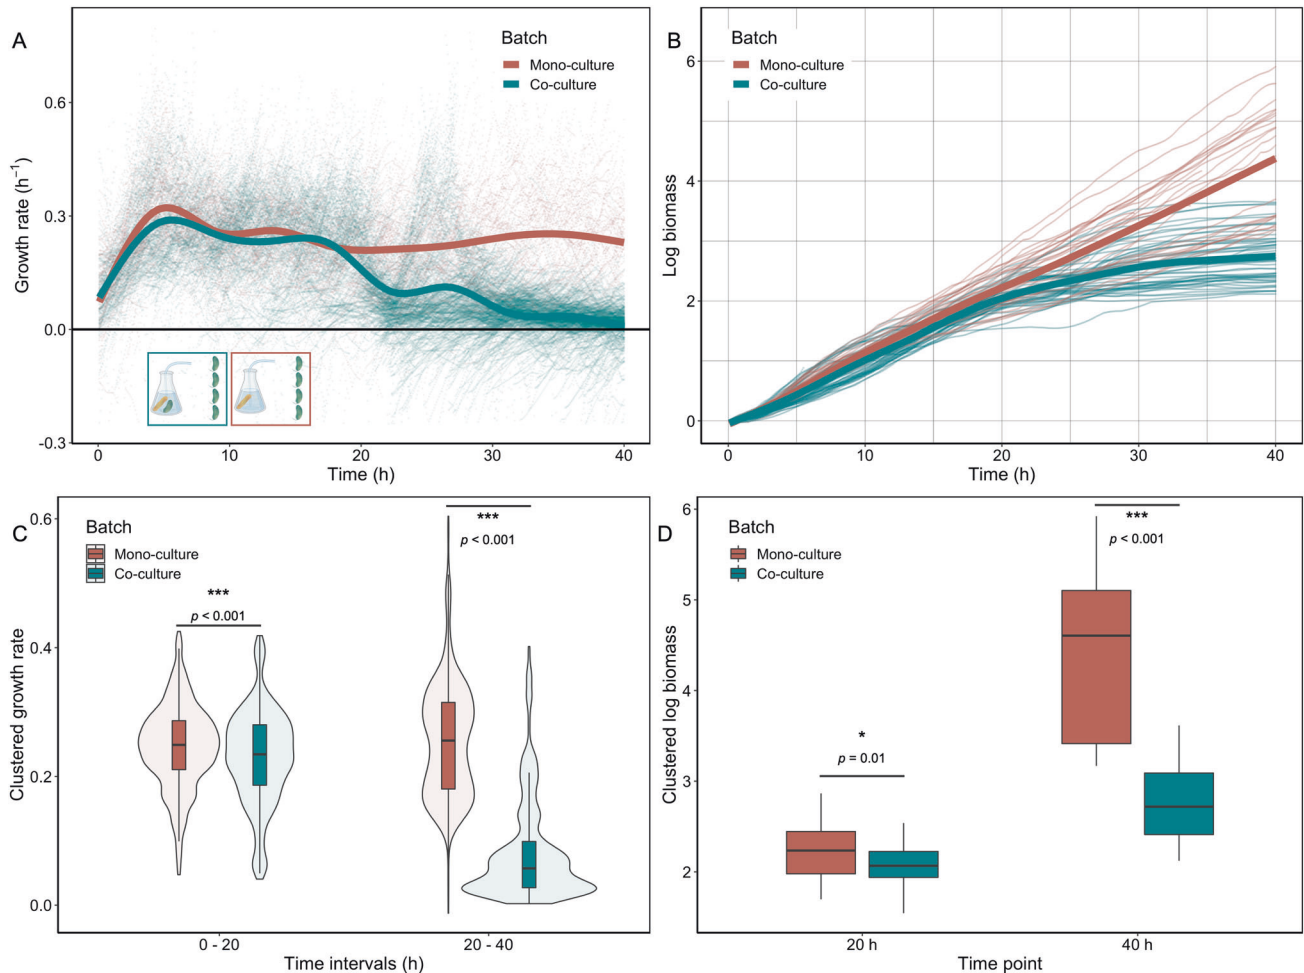 A
Batch
Mono-culture
Co-culture
Growth rate (h⁻¹)
0.6
0.3
0.0
-0.3
0
10
20
30
40
Time (h)
B
Batch
Mono-culture
Co-culture
Log biomass
6
4
2
0
0
10
20
30
40
Time (h)
C
Batch
Mono-culture
Co-culture
***
p < 0.001
***
p < 0.001
Clustered growth rate
0.6
0.4
0.2
0.0
0 - 20
20 - 40
Time intervals (h)
D
Batch
Mono-culture
Co-culture
*
p = 0.01
***
p < 0.001
Clustered log biomass
6
5
4
3
2
20 h
40 h
Time point